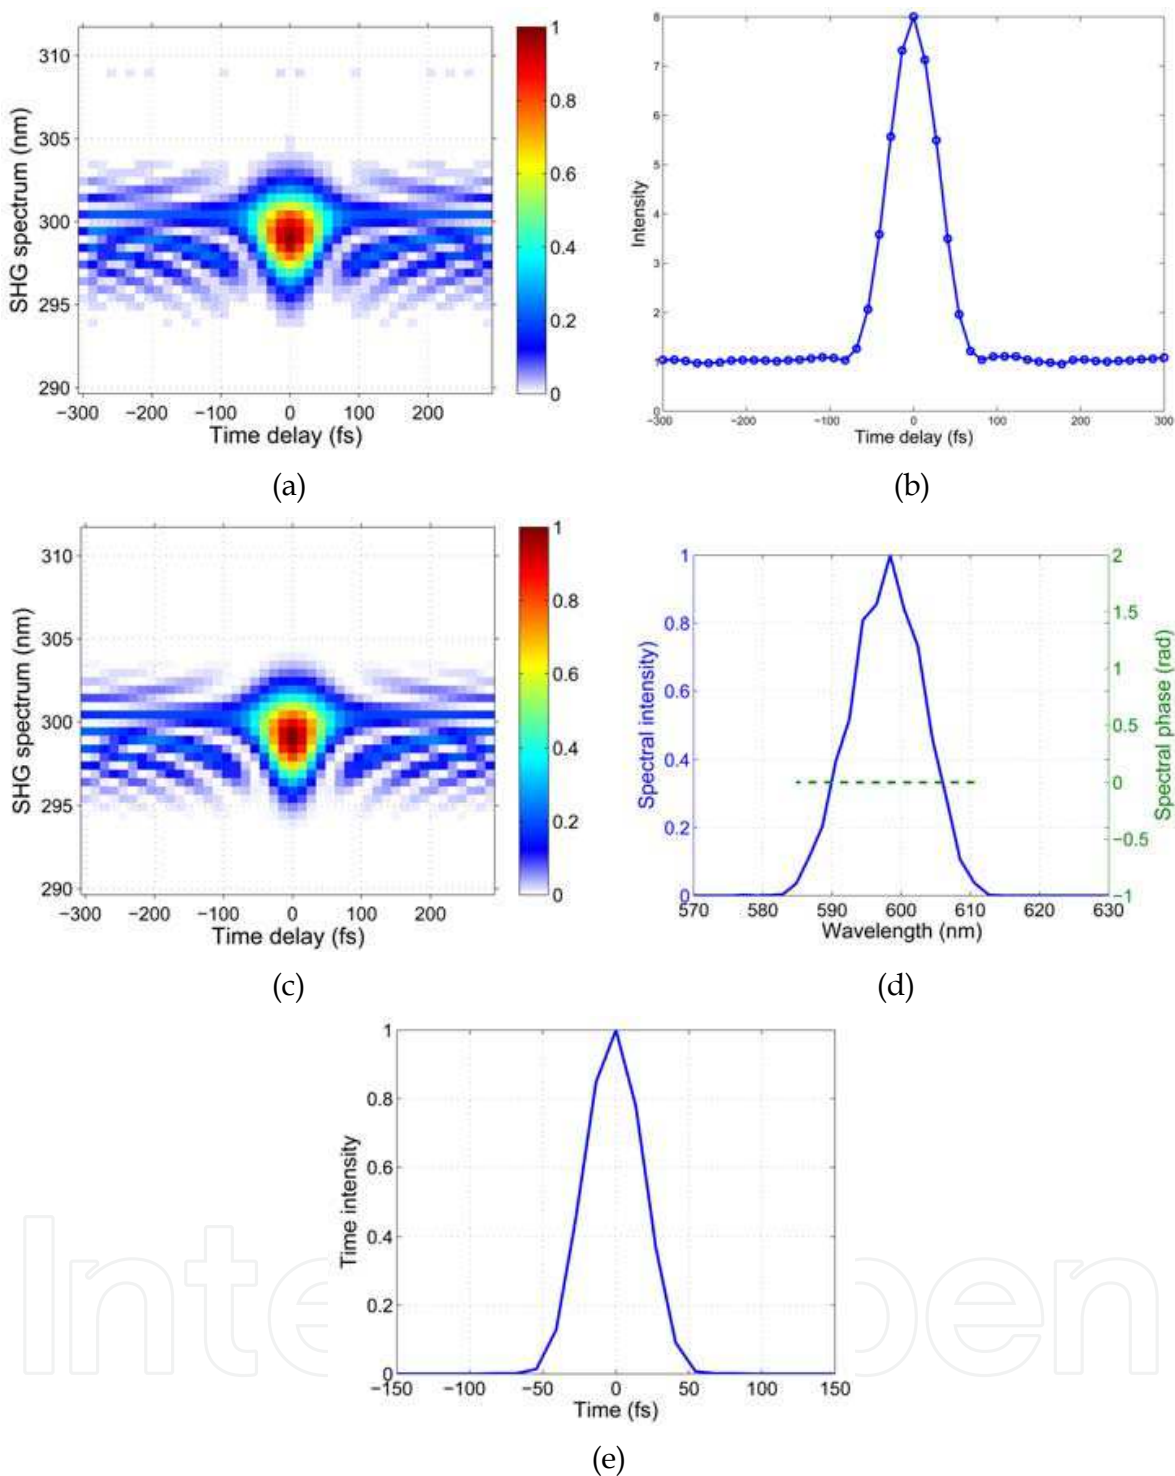 310
305
300
295
290
SHG spectrum (nm)
−300 −200 −100 0 100 200
Time delay (fs)
1
0.8
0.6
0.4
0.2
0
(a)
8
7
6
5
4
3
2
1
0
Intensity
−300 −200 −100 0 100 200 300
Time delay (fs)
(b)
310
305
300
295
290
SHG spectrum (nm)
−300 −200 −100 0 100 200
Time delay (fs)
1
0.8
0.6
0.4
0.2
0
(c)
1
0.8
0.6
0.4
0.2
0
Spectral intensity)
570 580 590 600 610 620 630
Wavelength (nm)
2
1.5
1
0.5
0
−0.5
−1
Spectral phase (rad)
(d)
1
0.8
0.6
0.4
0.2
0
Time intensity
−150 −100 −50 0 50 100 150
Time (fs)
(e)